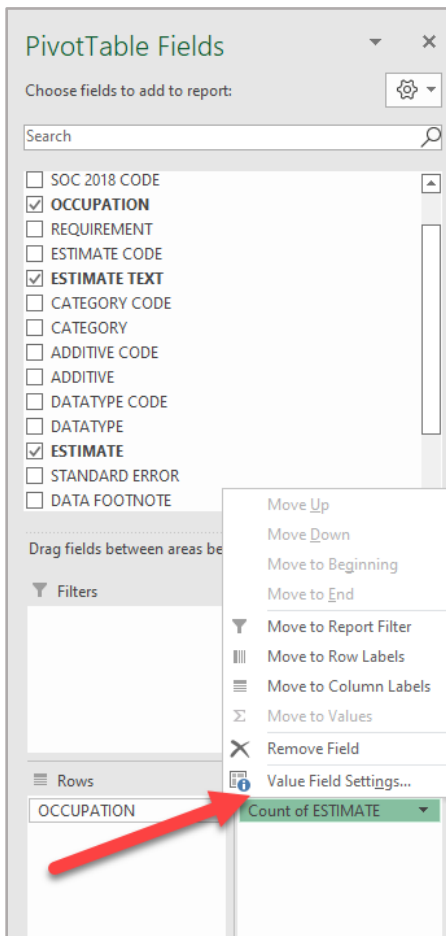 PivotTable Fields
Choose fields to add to report:
Search
SOC 2018 CODE
OCCUPATION
REQUIREMENT
ESTIMATE CODE
ESTIMATE TEXT
CATEGORY CODE
CATEGORY
ADDITIVE CODE
ADDITIVE
DATATYPE CODE
DATATYPE
ESTIMATE
STANDARD ERROR
DATA FOOTNOTE
Drag fields between areas be
Filters
Move Up
Move Down
Move to Beginning
Move to End
Move to Report Filter
Move to Row Labels
Move to Column Labels
Move to Values
Remove Field
Value Field Settings...
Rows
OCCUPATION
Count of ESTIMATE